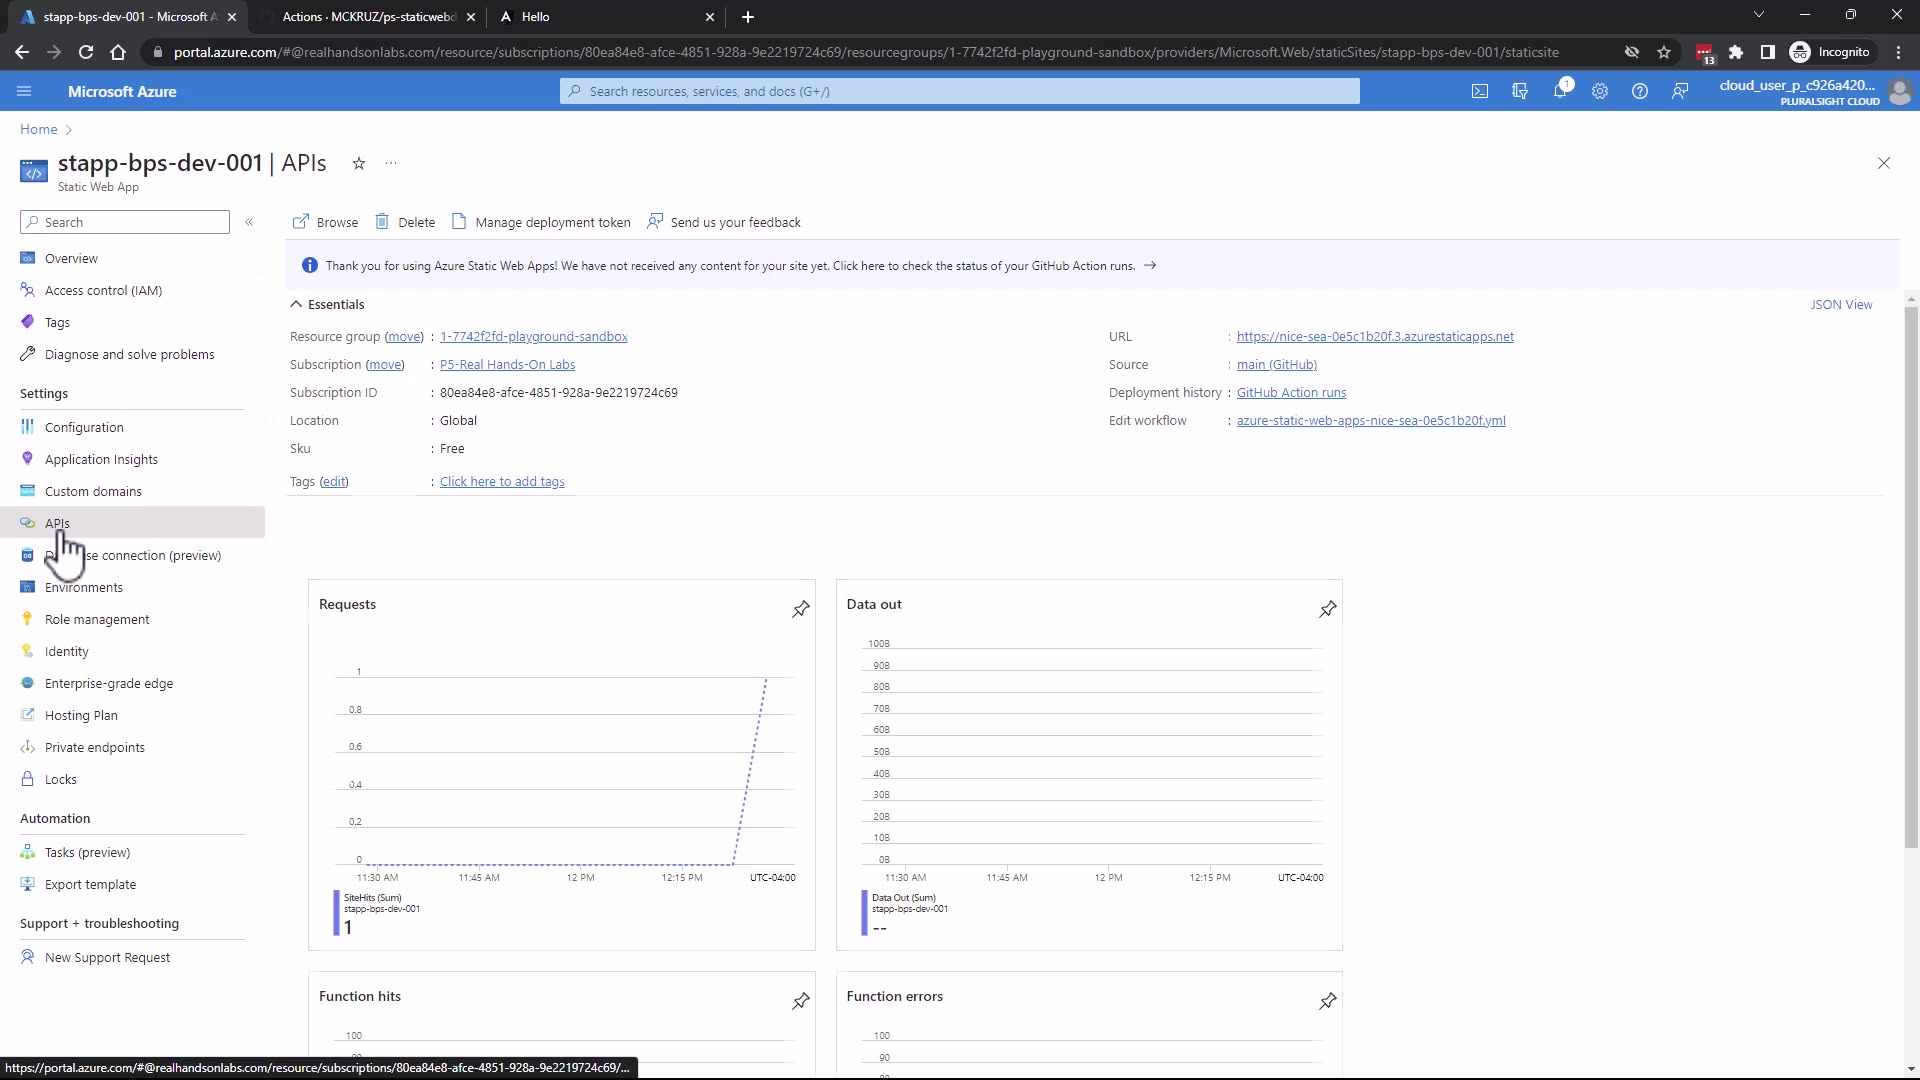 stapp-bps-dev-001 - Microsoft A
Actions · MCKRUZ/ps-staticwebd
Hello
portal.azure.com/#@realhandsonlabs.com/resource/subscriptions/80ea84e8-afce-4851-928a-9e2219724c69/resourcegroups/1-7742f2fd-playground-sandbox/providers/Microsoft.Web/staticSites/stapp-bps-dev-001/staticsite
13
Incognito
Microsoft Azure
Search resources, services, and docs (G+/)
1
cloud_user_p_c926a420...
PLURALSIGHT CLOUD
Home
stapp-bps-dev-001 | APIs
Static Web App
Search
Browse
Delete
Manage deployment token
Send us your feedback
Thank you for using Azure Static Web Apps! We have not received any content for your site yet. Click here to check the status of your GitHub Action runs. →
Overview
Access control (IAM)
Tags
Diagnose and solve problems
Settings
Configuration
Application Insights
Custom domains
APIs
se connection (preview)
Environments
Role management
Identity
Enterprise-grade edge
Hosting Plan
Private endpoints
Locks
Automation
Tasks (preview)
Export template
Support + troubleshooting
New Support Request
Essentials
JSON View
Resource group (move) : 1-7742f2fd-playground-sandbox
Subscription (move) : P5-Real Hands-On Labs
Subscription ID : 80ea84e8-afce-4851-928a-9e2219724c69
Location : Global
Sku : Free
Tags (edit) : Click here to add tags
URL : https://nice-sea-0e5c1b20f.3.azurestaticapps.net
Source : main (GitHub)
Deployment history : GitHub Action runs
Edit workflow : azure-static-web-apps-nice-sea-0e5c1b20f.yml
Requests
1
0.8
0.6
0.4
0.2
0
11:30 AM 11:45 AM 12 PM 12:15 PM UTC-04:00
SiteHits (Sum)
stapp-bps-dev-001
1
Data out
100B
90B
80B
70B
60B
50B
40B
30B
20B
10B
0B
11:30 AM 11:45 AM 12 PM 12:15 PM UTC-04:00
Data Out (Sum)
stapp-bps-dev-001
--
Function hits
100
Function errors
100
90
https://portal.azure.com/#@realhandsonlabs.com/resource/subscriptions/80ea84e8-afce-4851-928a-9e2219724c69/...